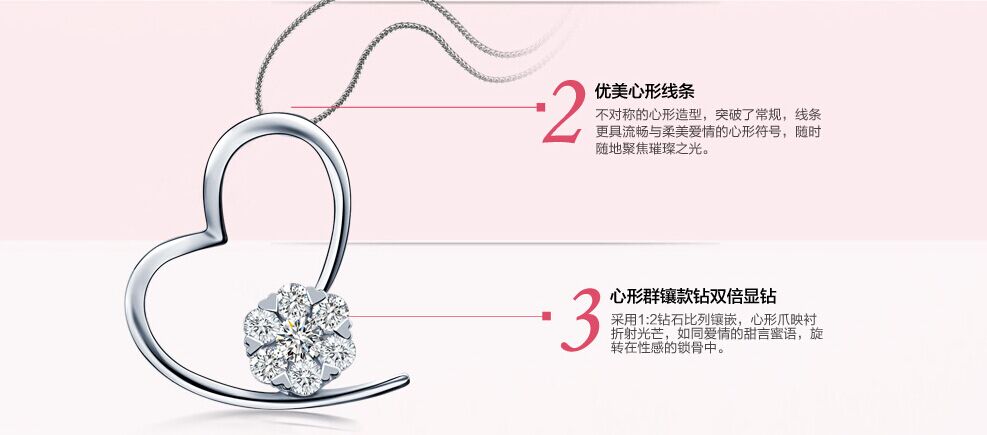 2
优美心形线条
不对称的心形造型，突破了常规，线条
更具流畅与柔美爱情的心形符号，随时
随地聚焦璀璨之光。
3
心形群镶款钻双倍显钻
采用1:2钻石比列镶嵌，心形爪映衬
折射光芒，如同爱情的甜言蜜语，旋
转在性感的锁骨中。